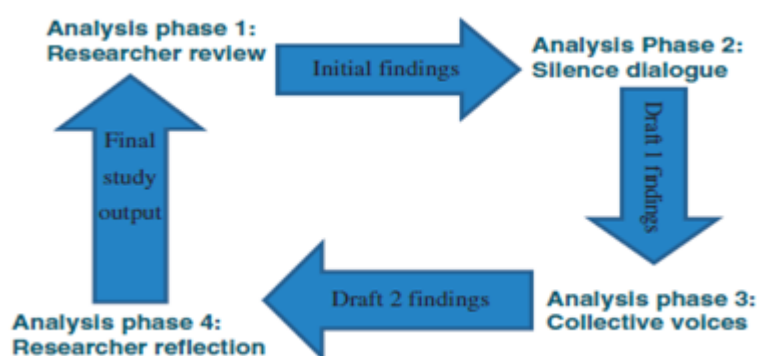 Analysis phase 1:
Researcher review
Initial findings
Analysis Phase 2:
Silence dialogue
Draft 1 findings
Analysis phase 3:
Collective voices
Draft 2 findings
Analysis phase 4:
Researcher reflection
Final
study
output